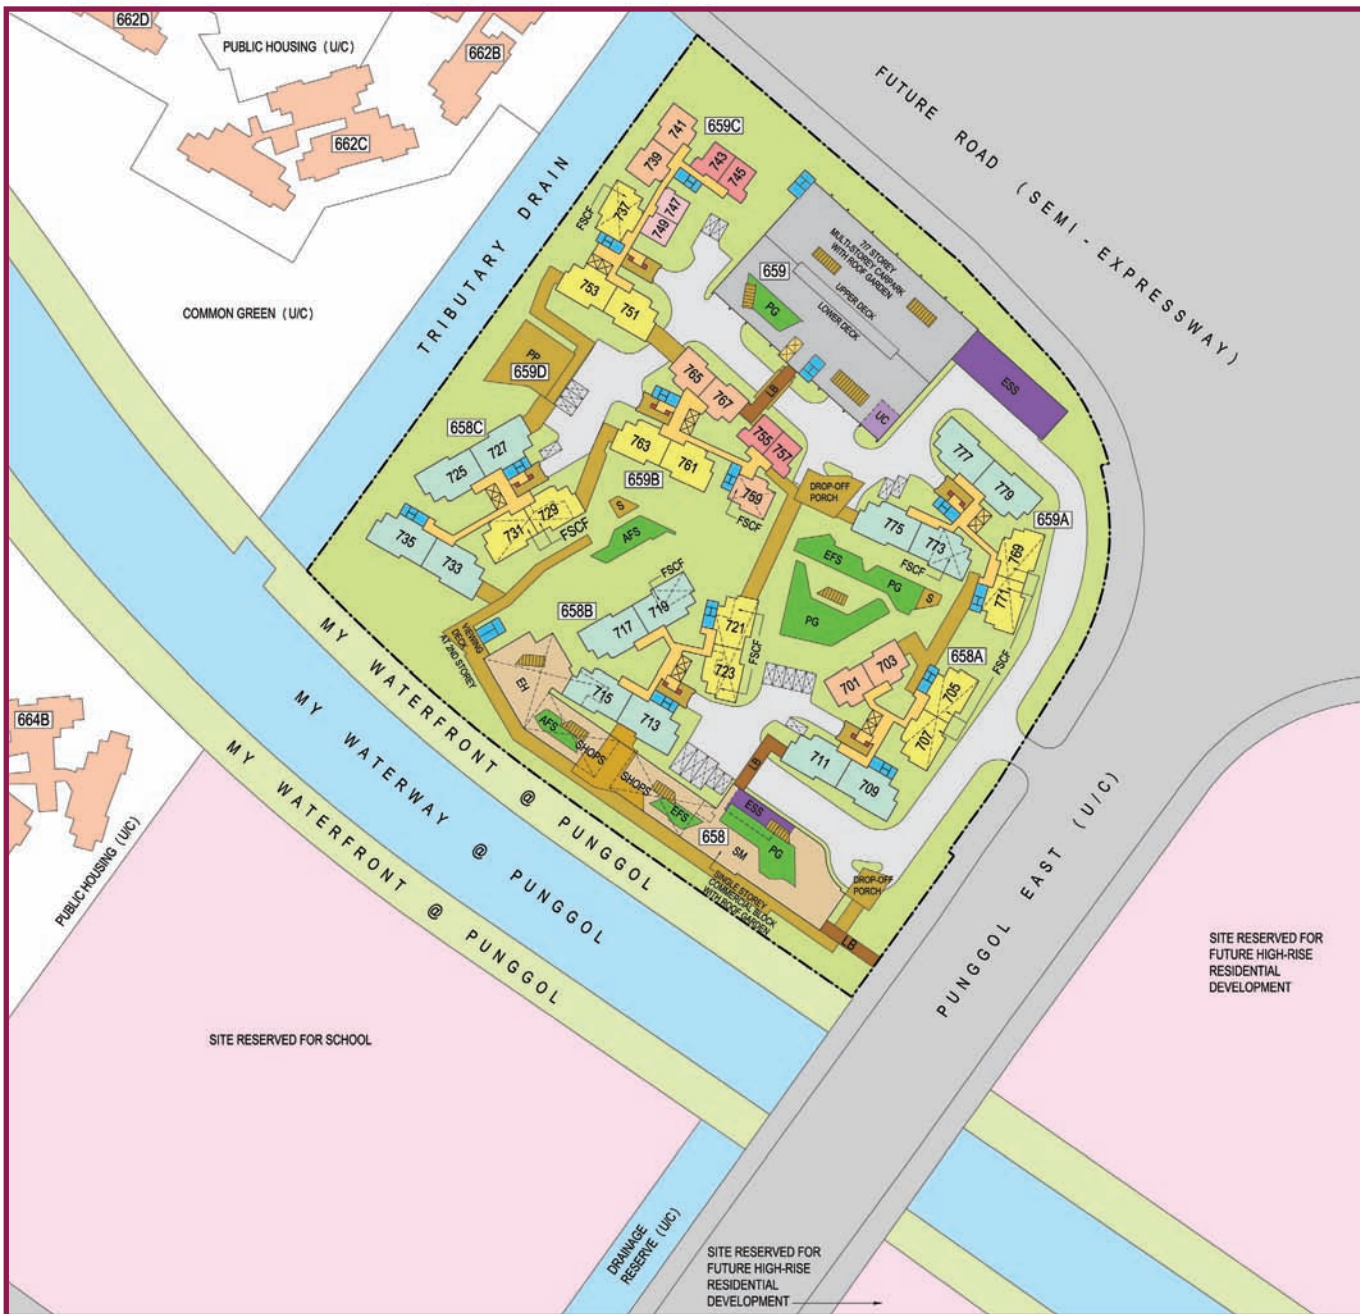 662D
PUBLIC HOUSING ( U/C )
662B
662C
FUTURE ROAD ( SEMI - EXPRESSWAY )
TRIBUTARY DRAIN
COMMON GREEN ( U/C )
659C
741
739
743
745
747
749
737
FSCF
753
751
7/7 STOREY
MULTI-STOREY CARPARK
WITH ROOF GARDEN
659
UPPER DECK
LOWER DECK
PG
ESS
UC
LB
PP
659D
765
767
755
757
763
761
769
FSCF
659B
658C
727
725
729
731
FSCF
735
733
S
AFS
DROP-OFF
PORCH
777
779
659A
775
773
FSCF
769
771
FSCF
EFS
PG
S
PG
658B
FSCF
719
717
721
723
FSCF
658A
703
701
705
707
711
709
VIEWING
DECK
AT 2ND STOREY
EH
715
713
AFS
SHOPS
SHOPS
EFS
LB
ESS
658
SM
PG
SINGLE STOREY
COMMERCIAL BLOCK
WITH ROOF GARDEN
DROP-OFF
PORCH
LB
MY WATERFRONT @ PUNGGOL
MY WATERWAY @ PUNGGOL
MY WATERFRONT @ PUNGGOL
664B
PUBLIC HOUSING ( U/C )
PUNGGOL EAST ( U/C )
SITE RESERVED FOR
FUTURE HIGH-RISE
RESIDENTIAL
DEVELOPMENT
SITE RESERVED FOR SCHOOL
DRAINAGE
RESERVE ( U/C )
SITE RESERVED FOR
FUTURE HIGH-RISE
RESIDENTIAL
DEVELOPMENT